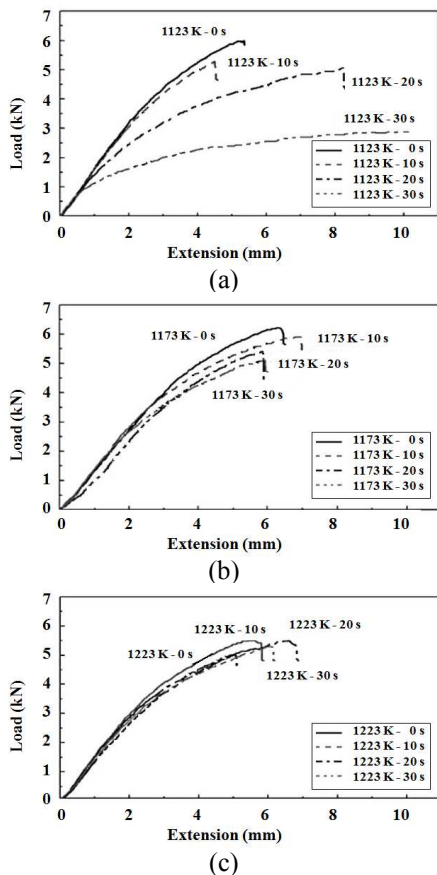 7
6
5
4
3
2
1
0
Load (kN)
1123 K - 0 s
1123 K - 10 s
1123 K - 20 s
1123 K - 30 s
1123 K - 0 s
1123 K - 10 s
1123 K - 20 s
1123 K - 30 s
0 2 4 6 8 10
Extension (mm)
(a)
7
6
5
4
3
2
1
0
Load (kN)
1173 K - 0 s
1173 K - 10 s
1173 K - 20 s
1173 K - 30 s
1173 K - 0 s
1173 K - 10 s
1173 K - 20 s
1173 K - 30 s
0 2 4 6 8 10
Extension (mm)
(b)
7
6
5
4
3
2
1
0
Load (kN)
1223 K - 10 s
1223 K - 20 s
1223 K - 0 s
1223 K - 30 s
1223 K - 0 s
1223 K - 10 s
1223 K - 20 s
1223 K - 30 s
0 2 4 6 8 10
Extension (mm)
(c)